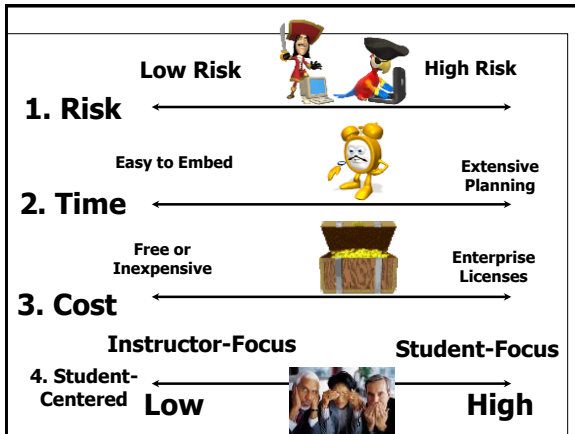 Low Risk
High Risk
1. Risk
Easy to Embed
Extensive
Planning
2. Time
Free or
Inexpensive
Enterprise
Licenses
3. Cost
Instructor-Focus
Student-Focus
4. Student-
Centered
Low
High